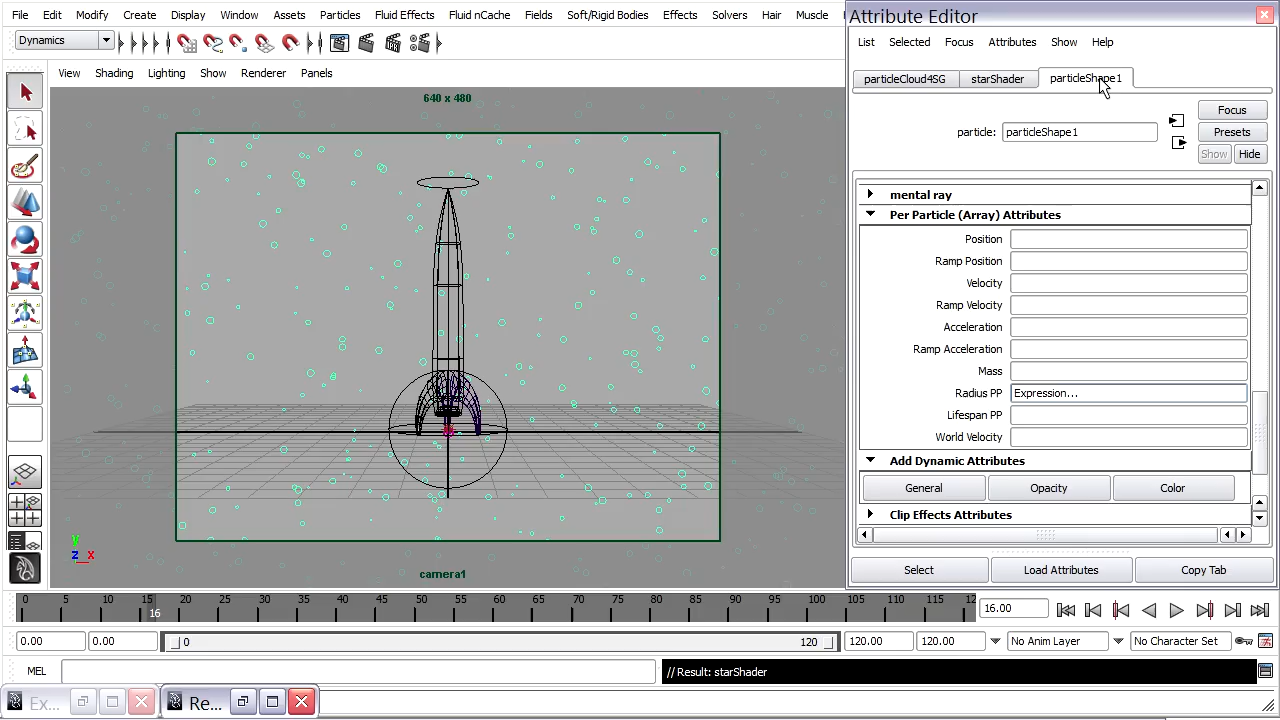 File Edit Modify Create Display Window Assets Particles Fluid Effects Fluid nCache Fields Soft/Rigid Bodies Effects Solvers Hair Muscle
Attribute Editor
Dynamics
List Selected Focus Attributes Show Help
View Shading Lighting Show Renderer Panels
particleCloud4SG starShader particleShape1
640 x 480
Focus
particle: particleShape1
Presets
Show Hide
mental ray
Per Particle (Array) Attributes
Position
Ramp Position
Velocity
Ramp Velocity
Acceleration
Ramp Acceleration
Mass
Radius PP Expression...
Lifespan PP
World Velocity
Add Dynamic Attributes
General Opacity Color
Clip Effects Attributes
y
z x
camera1
Select Load Attributes Copy Tab
0 5 10 15 20 25 30 35 40 45 50 55 60 65 70 75 80 85 90 95 100 105 110 115 12
16
16.00
0.00 0.00 0 120 120.00 120.00 No Anim Layer No Character Set
MEL // Result: starShader
Ex... Re...